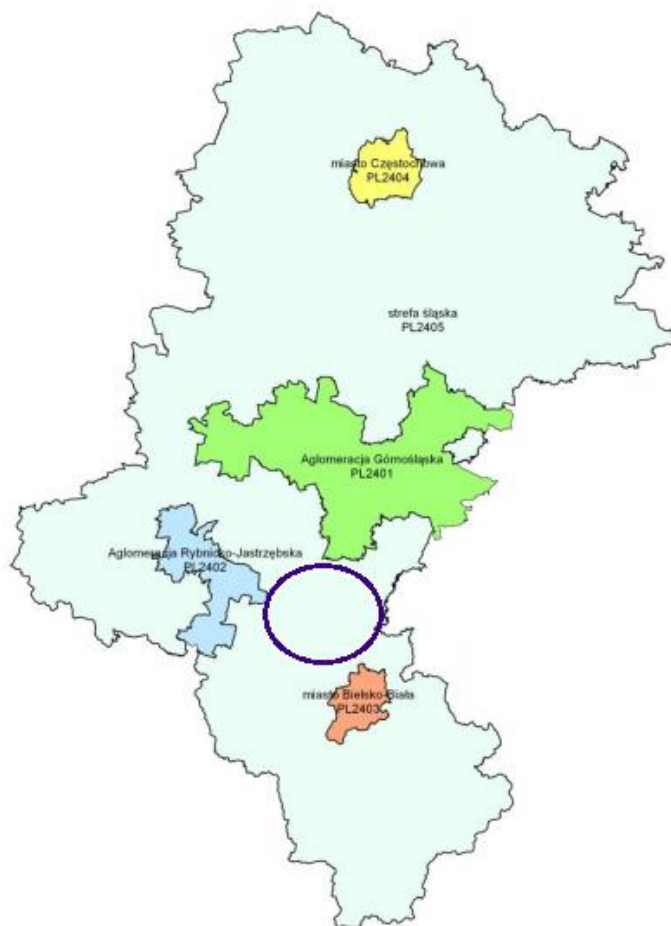 miasto Częstochowa
PL2404
strefa śląska
PL2405
Aglomeracja Górnośląska
PL2401
Aglomeracja Rybnicko-Jastrzębska
PL2402
miasto Bielsko-Biała
PL2403